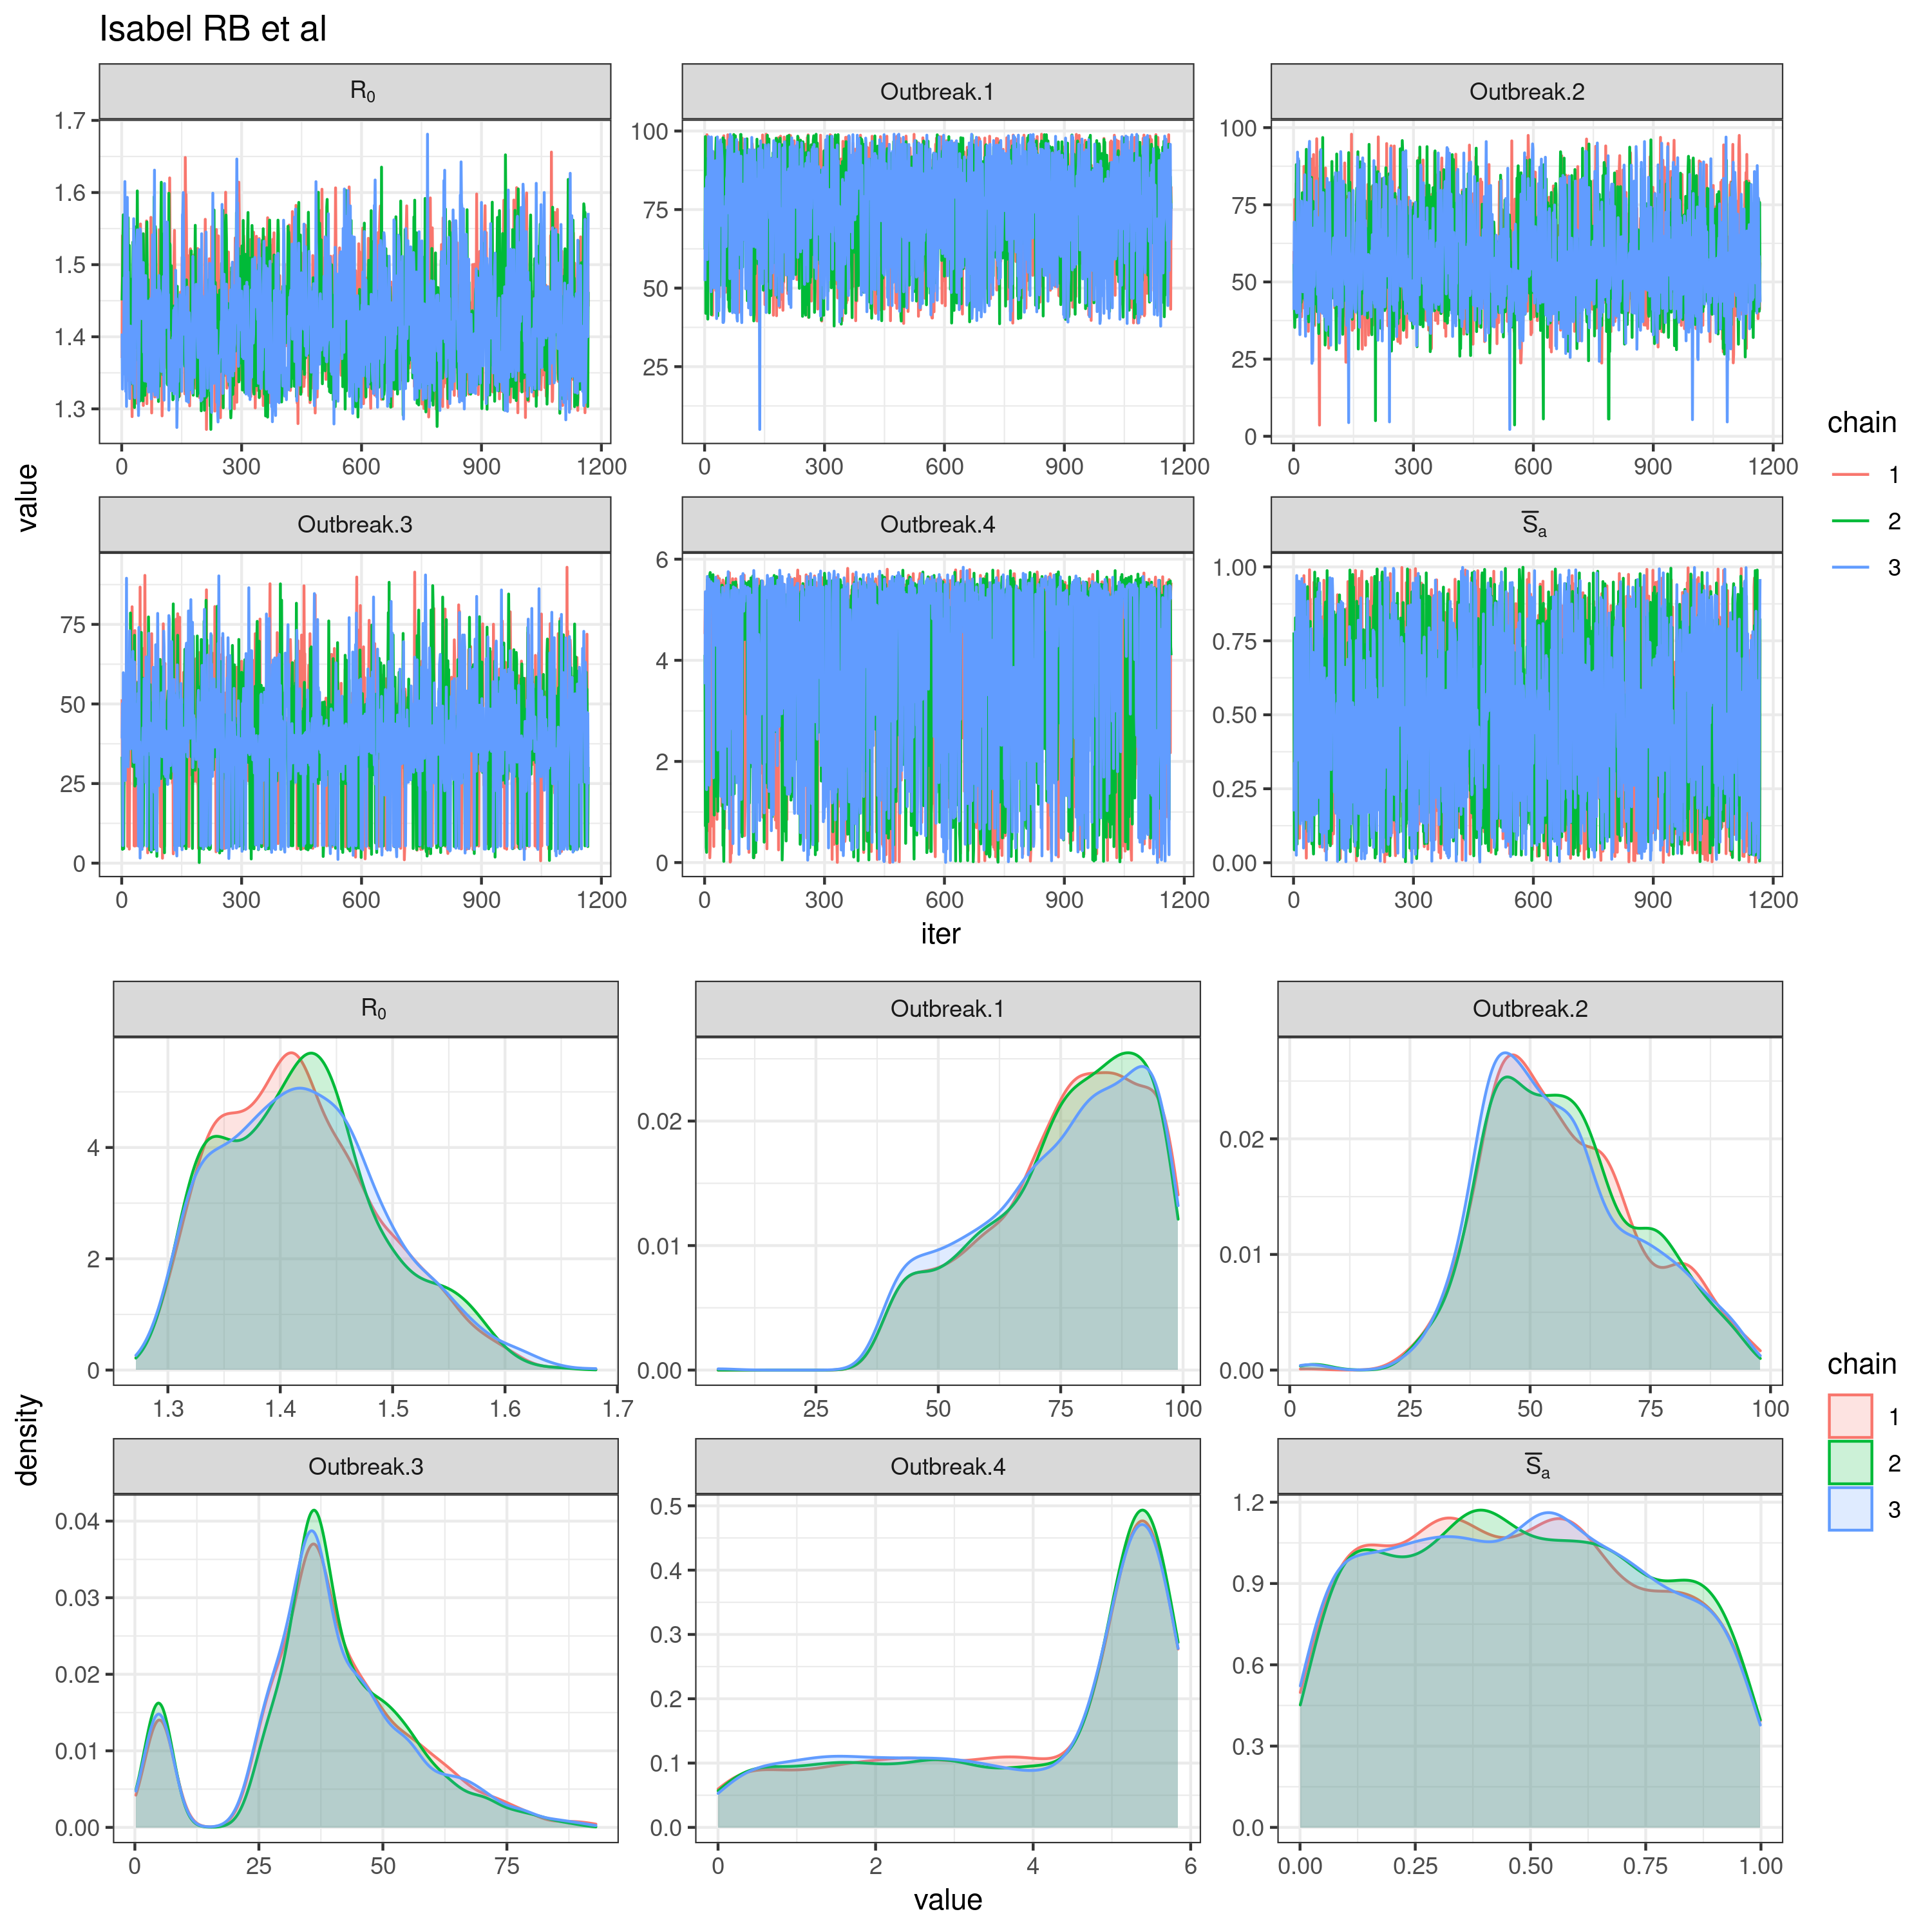 Isabel RB et al
R₀ Outbreak.1 Outbreak.2
1.7
1.6
1.5
1.4
1.3
0 300 600 900 1200
100
75
50
25
0 300 600 900 1200
100
75
50
25
0
0 300 600 900 1200
value
Outbreak.3 Outbreak.4 S̅ₐ
75
50
25
0
0 300 600 900 1200
6
4
2
0
0 300 600 900 1200
1.00
0.75
0.50
0.25
0.00
0 300 600 900 1200
iter
chain
1
2
3
R₀ Outbreak.1 Outbreak.2
4
2
0
1.3 1.4 1.5 1.6 1.7
0.02
0.01
0.00
25 50 75 100
0.02
0.01
0.00
0 25 50 75 100
density
Outbreak.3 Outbreak.4 S̅ₐ
0.04
0.03
0.02
0.01
0.00
0 25 50 75
0.5
0.4
0.3
0.2
0.1
0.0
0 2 4 6
1.2
0.9
0.6
0.3
0.0
0.00 0.25 0.50 0.75 1.00
value
chain
1
2
3